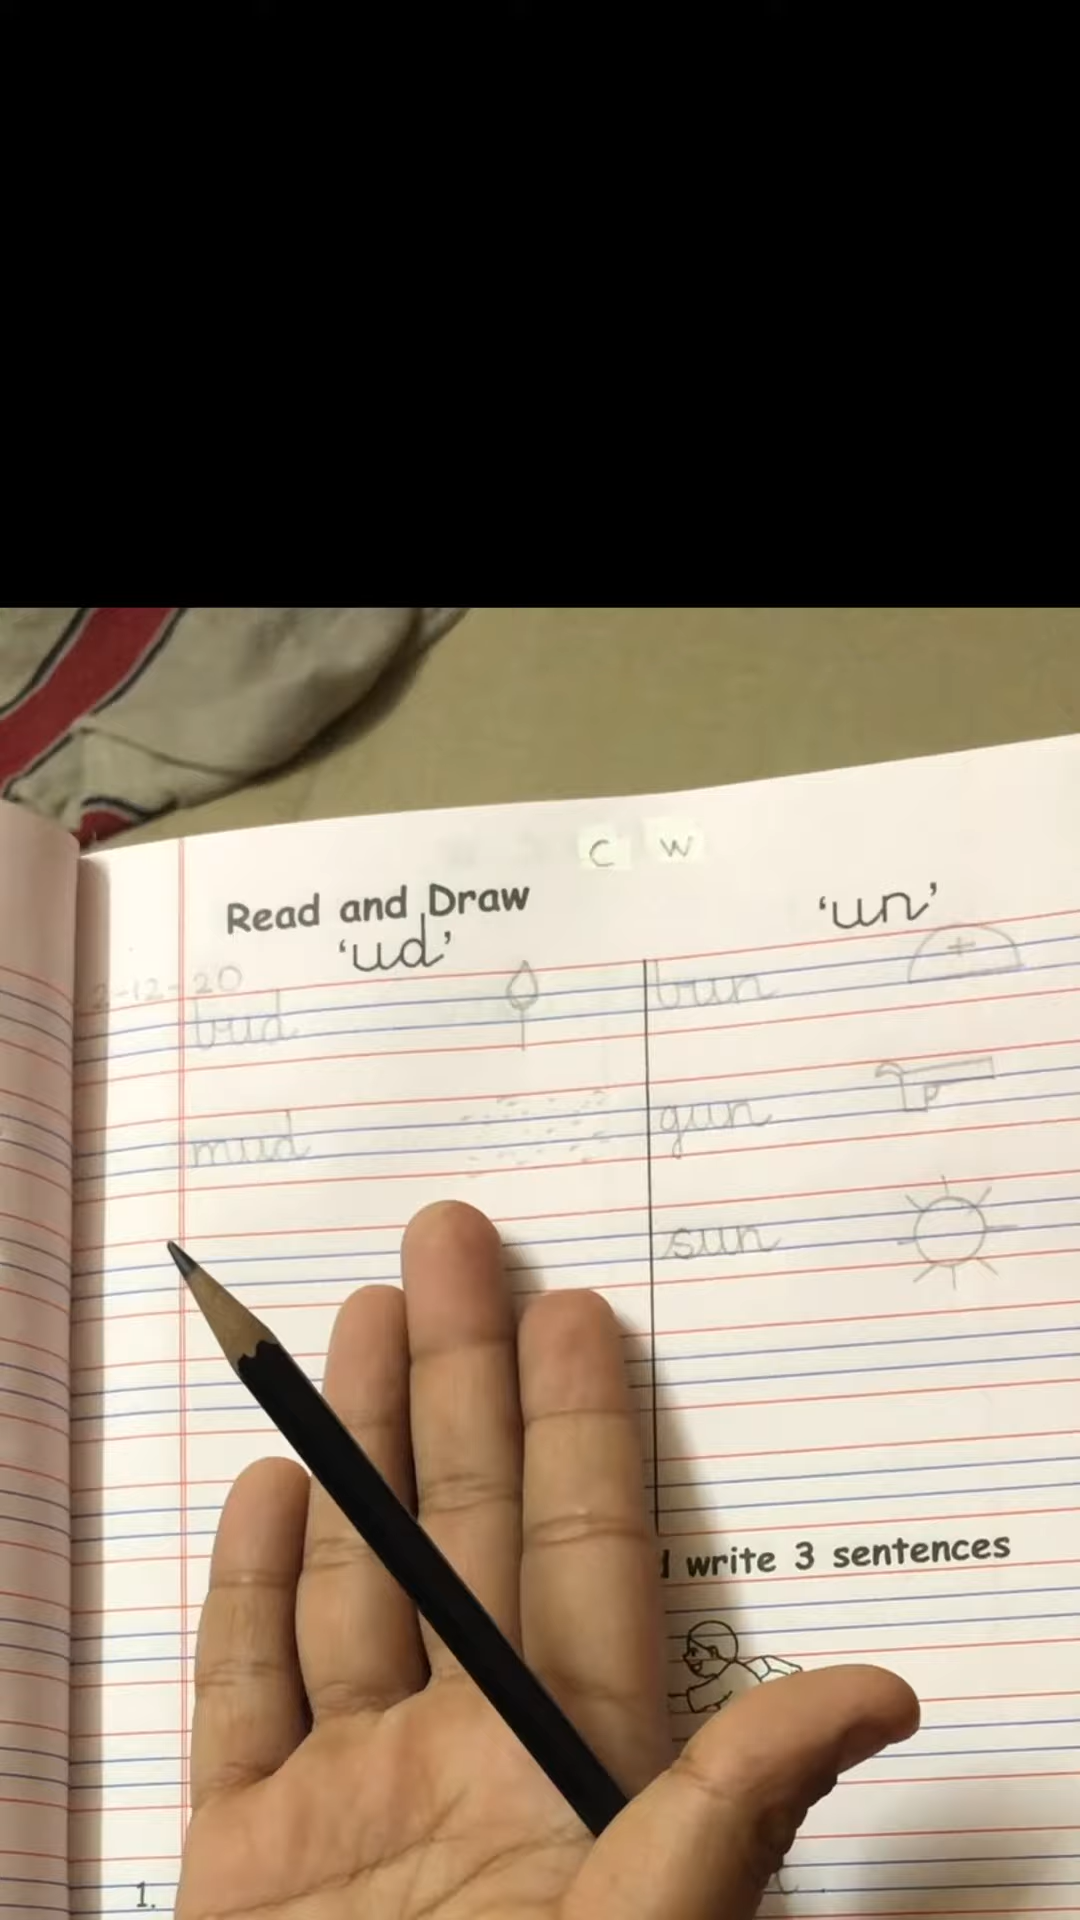 C W
Read and Draw
'ud'
'un'
2-12-20
bud
bun
mud
gun
sun
write 3 sentences
1.